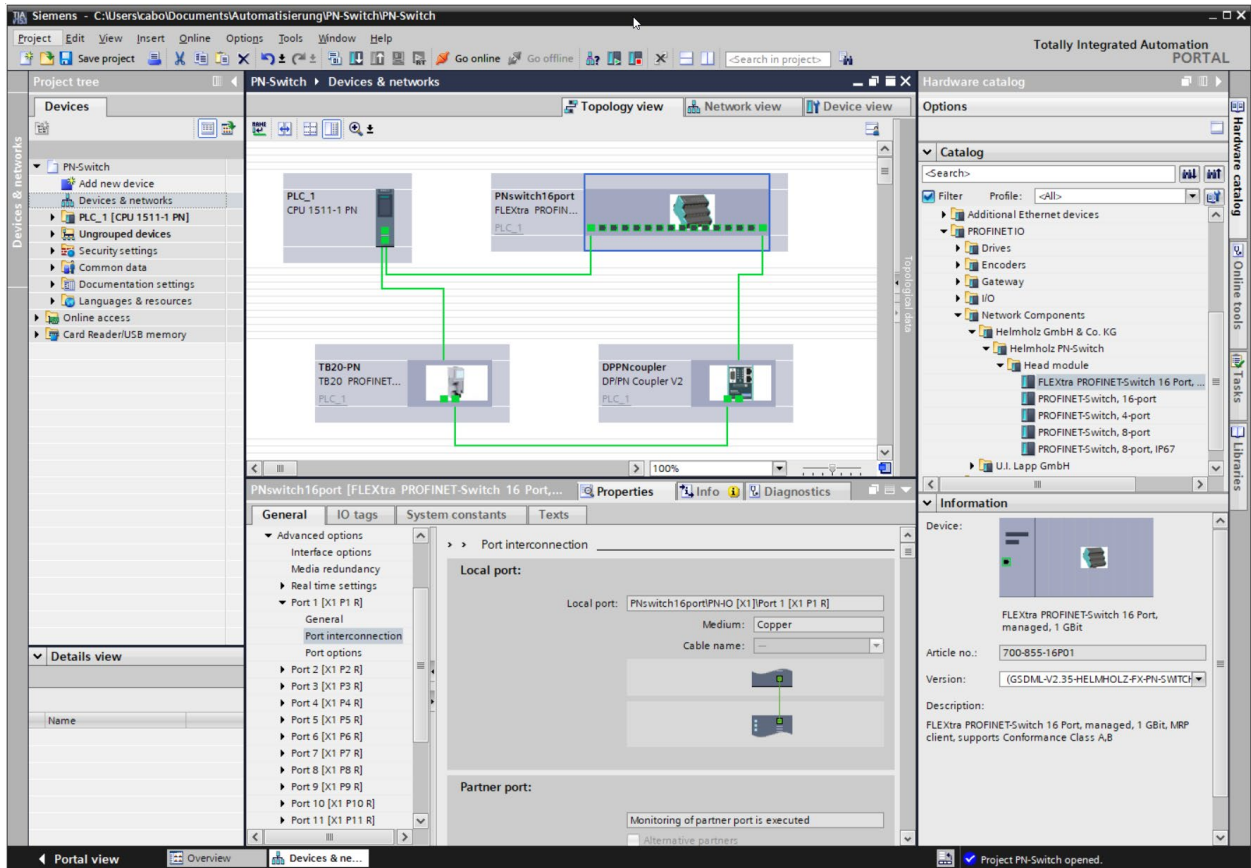 Siemens - C:\Users\cabo\Documents\Automatisierung\PN-Switch\PN-Switch
Project Edit View Insert Online Options Tools Window Help
Totally Integrated Automation
PORTAL
Save project
Go online
Go offline
<Search in project>
Project tree
Devices
PN-Switch
Add new device
Devices & networks
PLC_1 [CPU 1511-1 PN]
Ungrouped devices
Security settings
Common data
Documentation settings
Languages & resources
Online access
Card Reader/USB memory
Details view
Name
Devices & networks
PN-Switch Devices & networks
Topology view
Network view
Device view
PLC_1
CPU 1511-1 PN
PNswitch16port
FLEXtra PROFIN...
PLC_1
TB20-PN
TB20 PROFINET...
PLC_1
DPPNcoupler
DP/PN Coupler V2
PLC_1
Topological data
100%
PNswitch16port [FLEXtra PROFINET-Switch 16 Port,...
Properties
Info
Diagnostics
General
IO tags
System constants
Texts
Advanced options
Interface options
Media redundancy
Real time settings
Port 1 [X1 P1 R]
General
Port interconnection
Port options
Port 2 [X1 P2 R]
Port 3 [X1 P3 R]
Port 4 [X1 P4 R]
Port 5 [X1 P5 R]
Port 6 [X1 P6 R]
Port 7 [X1 P7 R]
Port 8 [X1 P8 R]
Port 9 [X1 P9 R]
Port 10 [X1 P10 R]
Port 11 [X1 P11 R]
> > Port interconnection
Local port:
Local port: PNswitch16port\PN-IO [X1]\Port 1 [X1 P1 R]
Medium: Copper
Cable name: ---
Partner port:
Monitoring of partner port is executed
Alternative partners
Hardware catalog
Options
Catalog
<Search>
Filter Profile: <All>
Additional Ethernet devices
PROFINET IO
Drives
Encoders
Gateway
I/O
Network Components
Helmholz GmbH & Co. KG
Helmholz PN-Switch
Head module
FLEXtra PROFINET-Switch 16 Port, ...
PROFINET-Switch, 16-port
PROFINET-Switch, 4-port
PROFINET-Switch, 8-port
PROFINET-Switch, 8-port, IP67
U.I. Lapp GmbH
Information
Device:
FLEXtra PROFINET-Switch 16 Port,
managed, 1 GBit
Article no.: 700-855-16P01
Version: (GSDML-V2.35-HELMHOLZ-FX-PN-SWITCH
Description:
FLEXtra PROFINET-Switch 16 Port, managed, 1 GBit, MRP
client, supports Conformance Class A,B
Hardware catalog
Online tools
Tasks
Libraries
Portal view
Overview
Devices & ne...
Project PN-Switch opened.